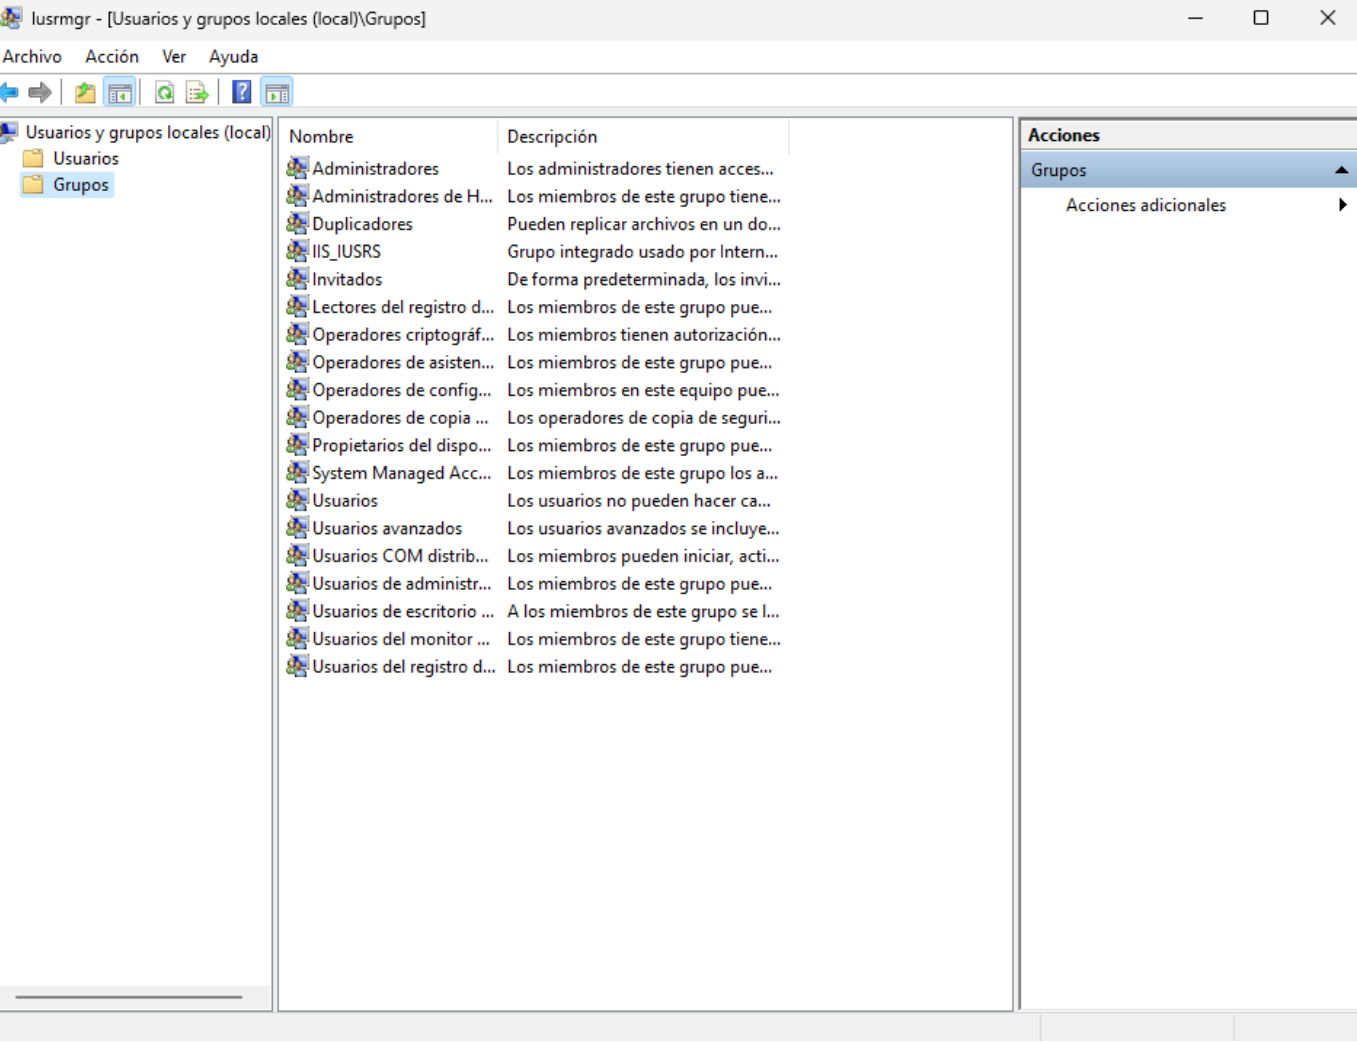 lusrmgr - [Usuarios y grupos locales (local)\Grupos]
Archivo Acción Ver Ayuda
Usuarios y grupos locales (local)
Usuarios
Grupos
Nombre Descripción
Administradores Los administradores tienen acces...
Administradores de H... Los miembros de este grupo tiene...
Duplicadores Pueden replicar archivos en un do...
IIS_IUSRS Grupo integrado usado por Intern...
Invitados De forma predeterminada, los invi...
Lectores del registro d... Los miembros de este grupo pue...
Operadores criptográf... Los miembros tienen autorización...
Operadores de asisten... Los miembros de este grupo pue...
Operadores de config... Los miembros en este equipo pue...
Operadores de copia ... Los operadores de copia de seguri...
Propietarios del dispo... Los miembros de este grupo pue...
System Managed Acc... Los miembros de este grupo los a...
Usuarios Los usuarios no pueden hacer ca...
Usuarios avanzados Los usuarios avanzados se incluye...
Usuarios COM distrib... Los miembros pueden iniciar, acti...
Usuarios de administr... Los miembros de este grupo pue...
Usuarios de escritorio ... A los miembros de este grupo se l...
Usuarios del monitor ... Los miembros de este grupo tiene...
Usuarios del registro d... Los miembros de este grupo pue...
Acciones
Grupos
Acciones adicionales